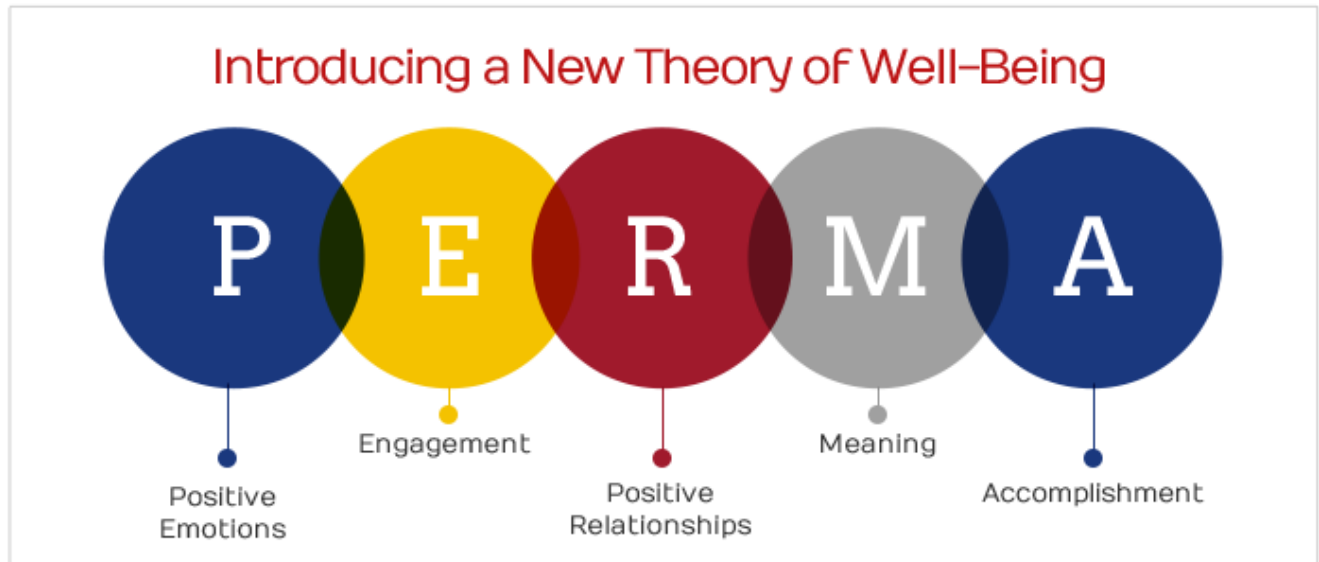 Introducing a New Theory of Well-Being
P E R M A
Engagement
Meaning
Positive
Emotions
Positive
Relationships
Accomplishment